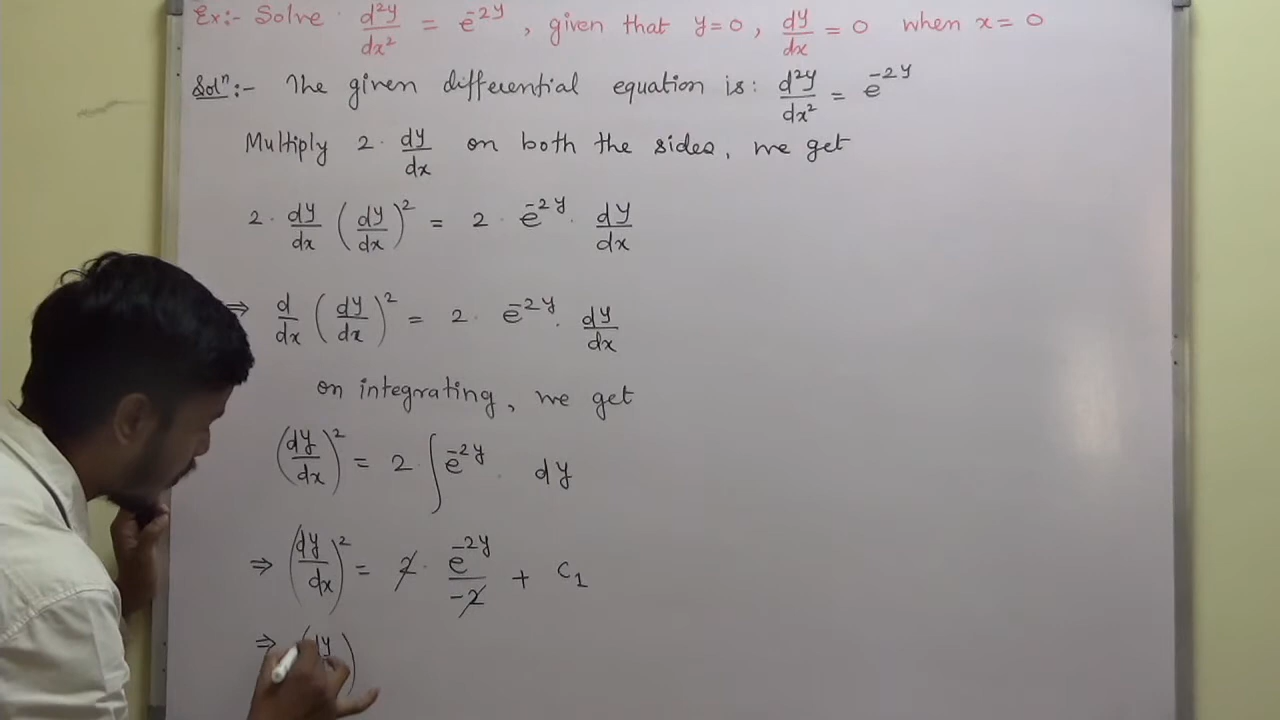 Ex:- Solve d²y/dx² = e^-2y, given that y=0, dy/dx = 0 when x=0
Solⁿ:- The given differential equation is: d²y/dx² = e^-2y
Multiply 2. dy/dx on both the sides, we get
2. dy/dx (dy/dx)² = 2. e^-2y. dy/dx
⇒ d/dx (dy/dx)² = 2. e^-2y. dy/dx
on integrating, we get
(dy/dx)² = 2. ∫e^-2y. dy
⇒ (dy/dx)² = 2. e^-2y/-2 + C₁
⇒ (dy